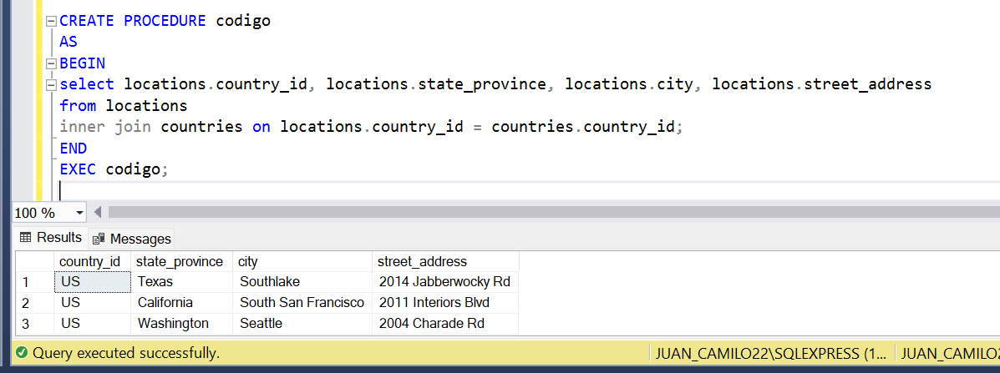 CREATE PROCEDURE codigo
AS
BEGIN
select locations.country_id, locations.state_province, locations.city, locations.street_address
from locations
inner join countries on locations.country_id = countries.country_id;
END
EXEC codigo;
100 %
Results Messages
country_id state_province city street_address
1 US Texas Southlake 2014 Jabberwocky Rd
2 US California South San Francisco 2011 Interiors Blvd
3 US Washington Seattle 2004 Charade Rd
Query executed successfully. JUAN_CAMILO22\SQLEXPRESS (1... JUAN_CAMILO2